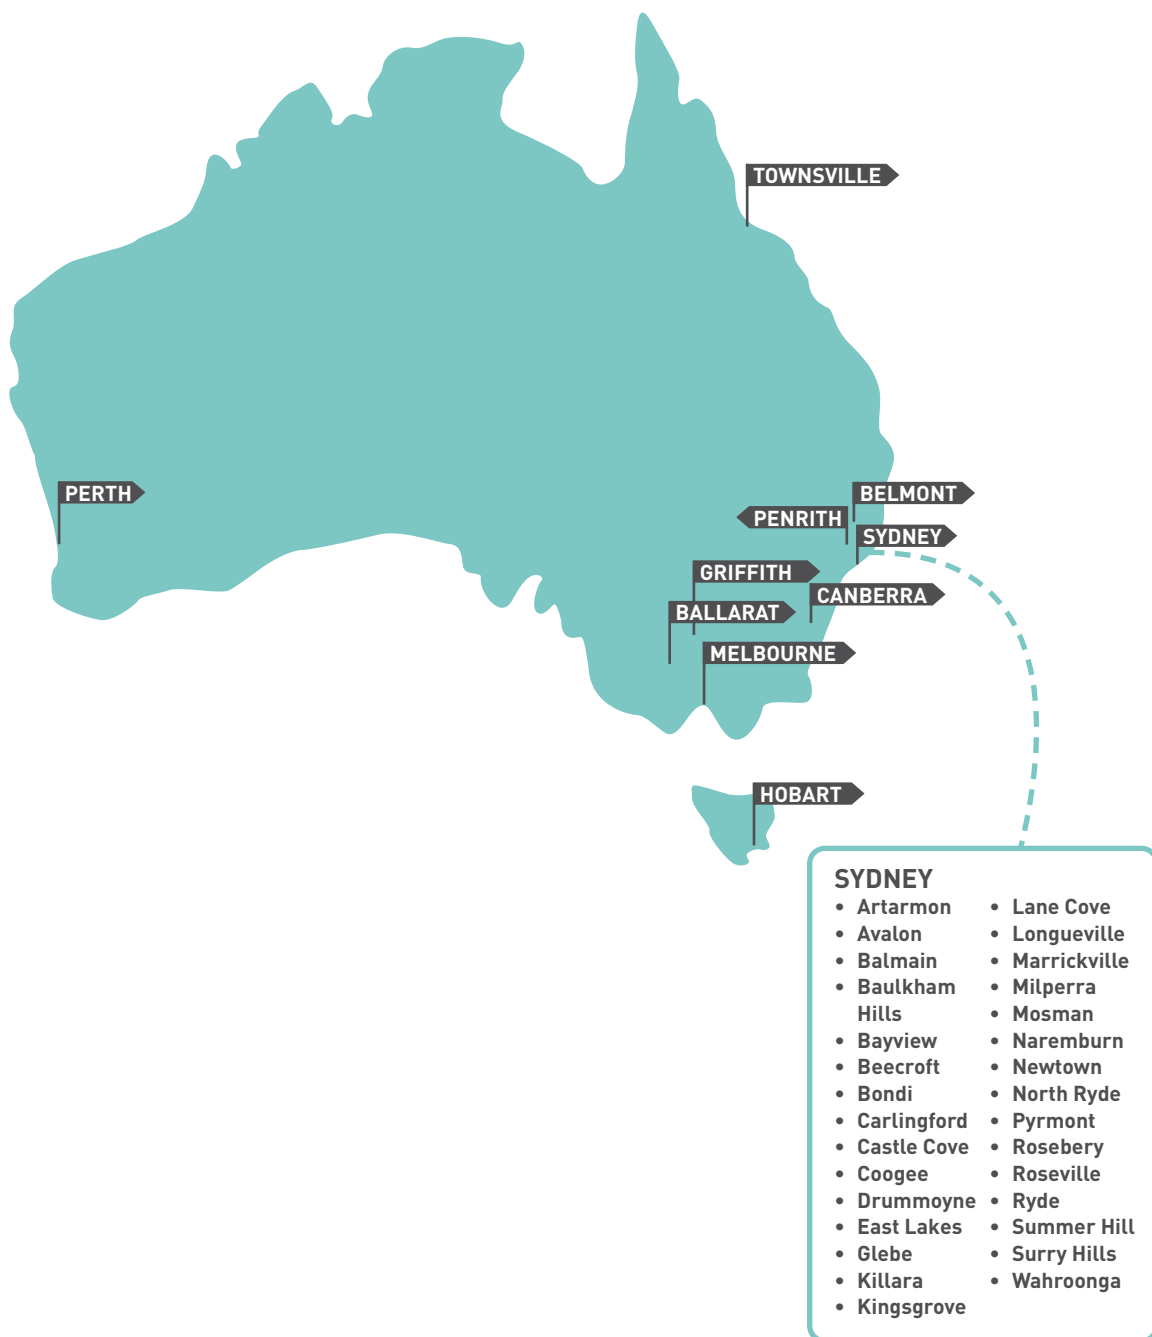 TOWNSVILLE
PERTH
BELMONT
PENRITH
SYDNEY
GRIFFITH
CANBERRA
BALLARAT
MELBOURNE
HOBART
SYDNEY
• Artarmon
• Avalon
• Balmain
• Baulkham
Hills
• Bayview
• Beecroft
• Bondi
• Carlingford
• Castle Cove
• Coogee
• Drummoyne
• East Lakes
• Glebe
• Killara
• Kingsgrove
• Lane Cove
• Longueville
• Marrickville
• Milperra
• Mosman
• Naremburn
• Newtown
• North Ryde
• Pyrmont
• Rosebery
• Roseville
• Ryde
• Summer Hill
• Surry Hills
• Wahroonga